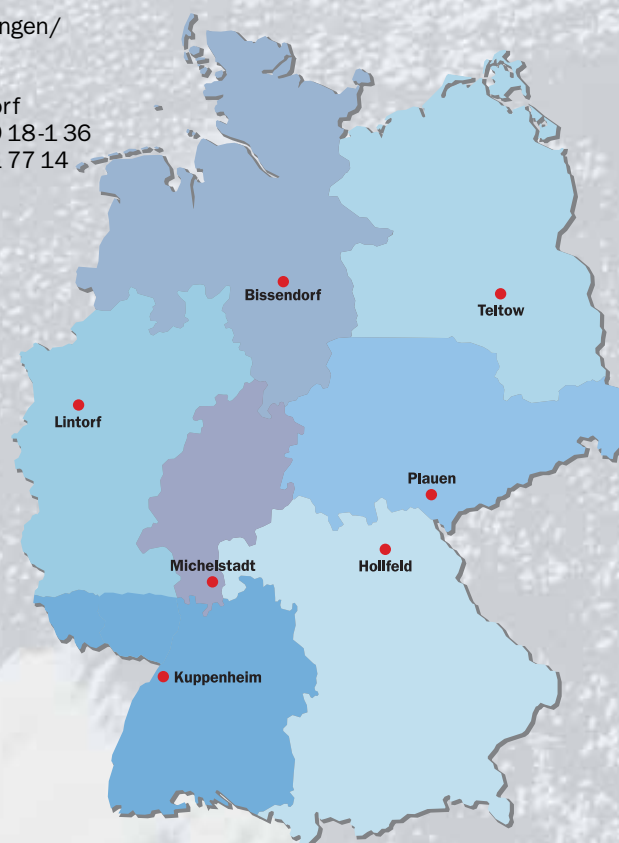 ngen/
orf
18-1 36
77 14
Bissendorf
Teltow
Lintorf
Plauen
Michelstadt
Hollfeld
Kuppenheim